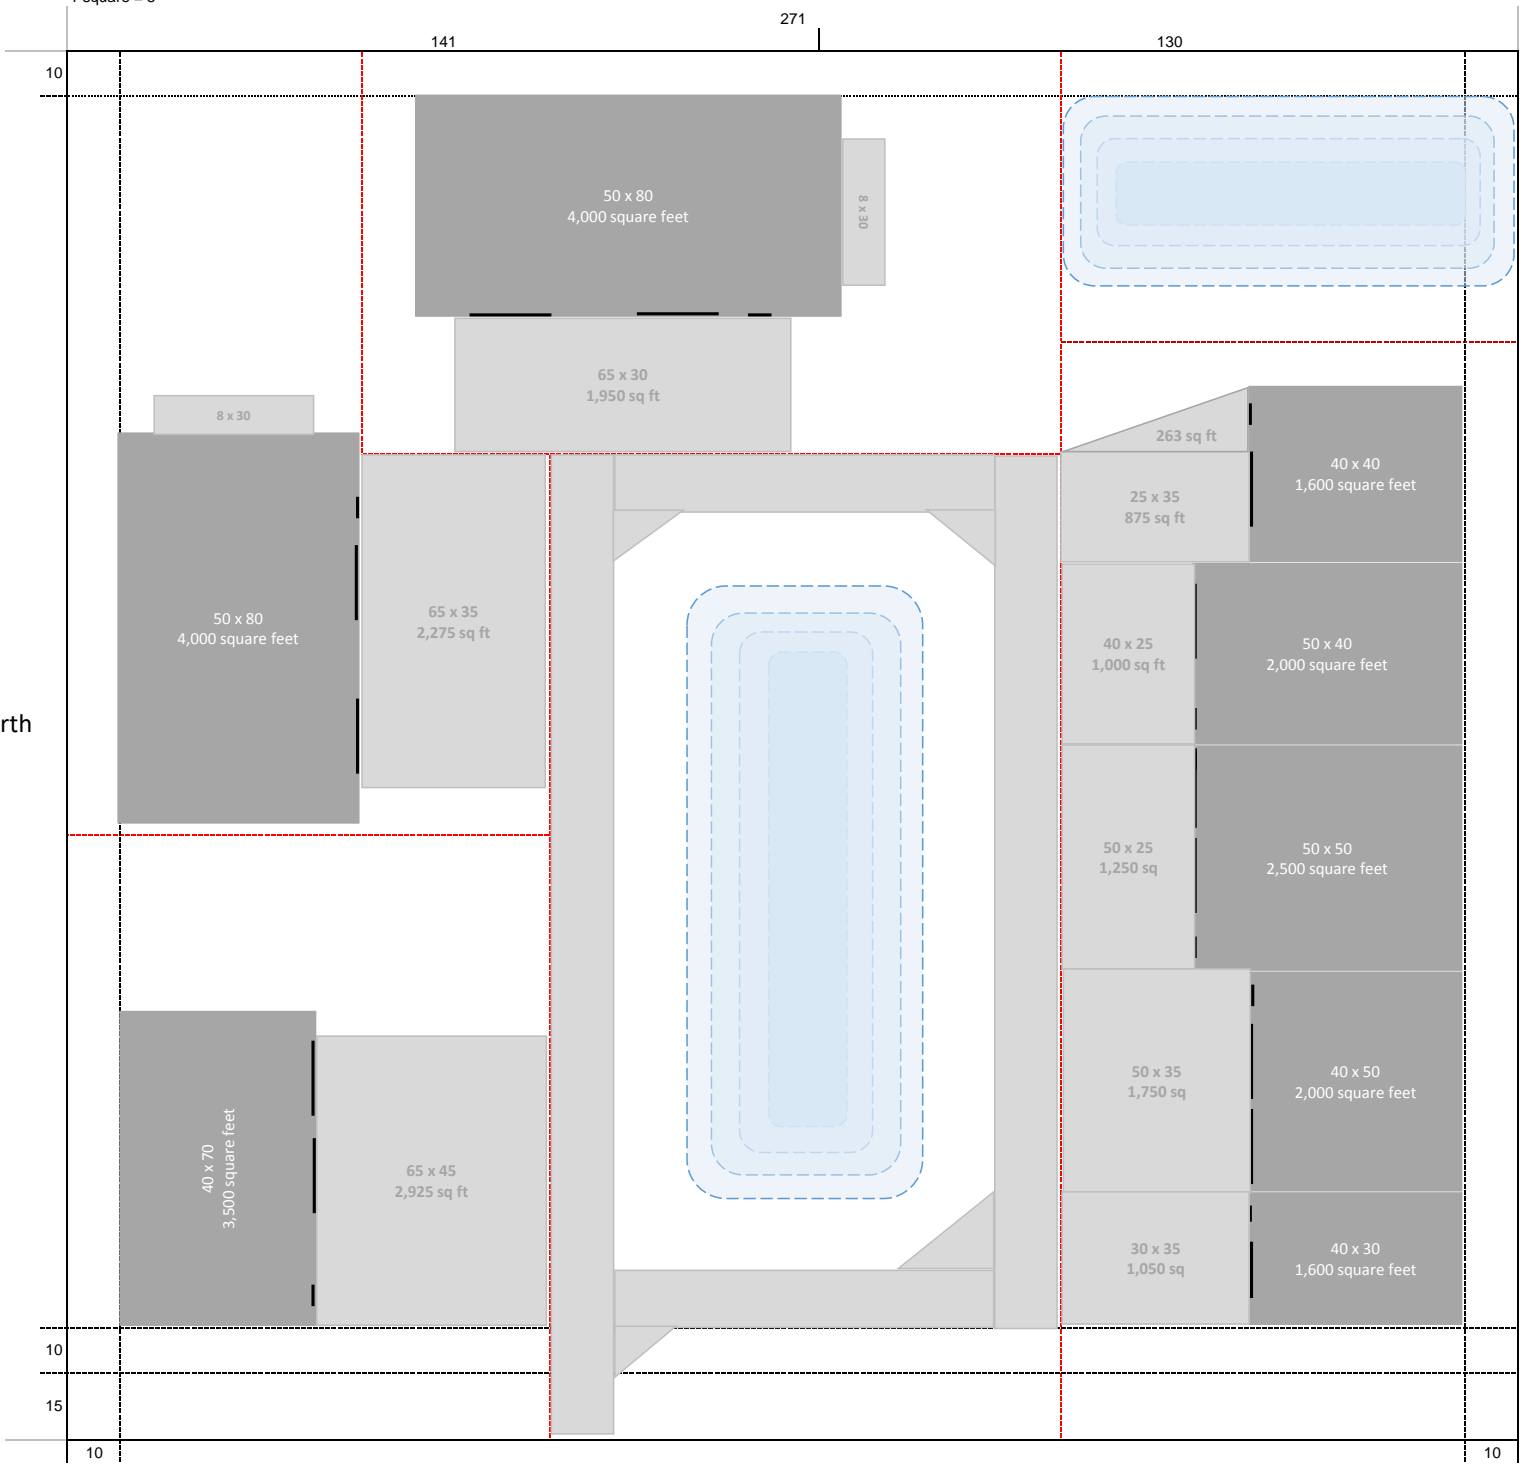 271
141
130
10
50 x 80
4,000 square feet
8 x 30
65 x 30
1,950 sq ft
8 x 30
263 sq ft
40 x 40
1,600 square feet
25 x 35
875 sq ft
50 x 80
4,000 square feet
65 x 35
2,275 sq ft
40 x 25
1,000 sq ft
50 x 40
2,000 square feet
rth
50 x 25
1,250 sq
50 x 50
2,500 square feet
40 x 70
3,500 square feet
65 x 45
2,925 sq ft
50 x 35
1,750 sq
40 x 50
2,000 square feet
30 x 35
1,050 sq
40 x 30
1,600 square feet
10
15
10
10